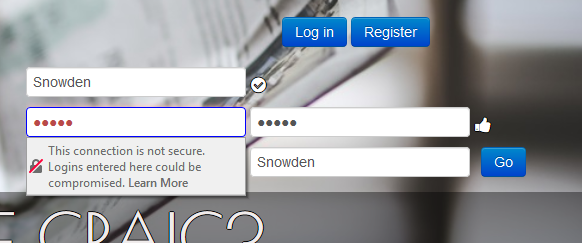 Log in Register
Snowden
●●●●● ●●●●●
This connection is not secure.
Logins entered here could be
compromised. Learn More
Snowden Go
E CRAIC?